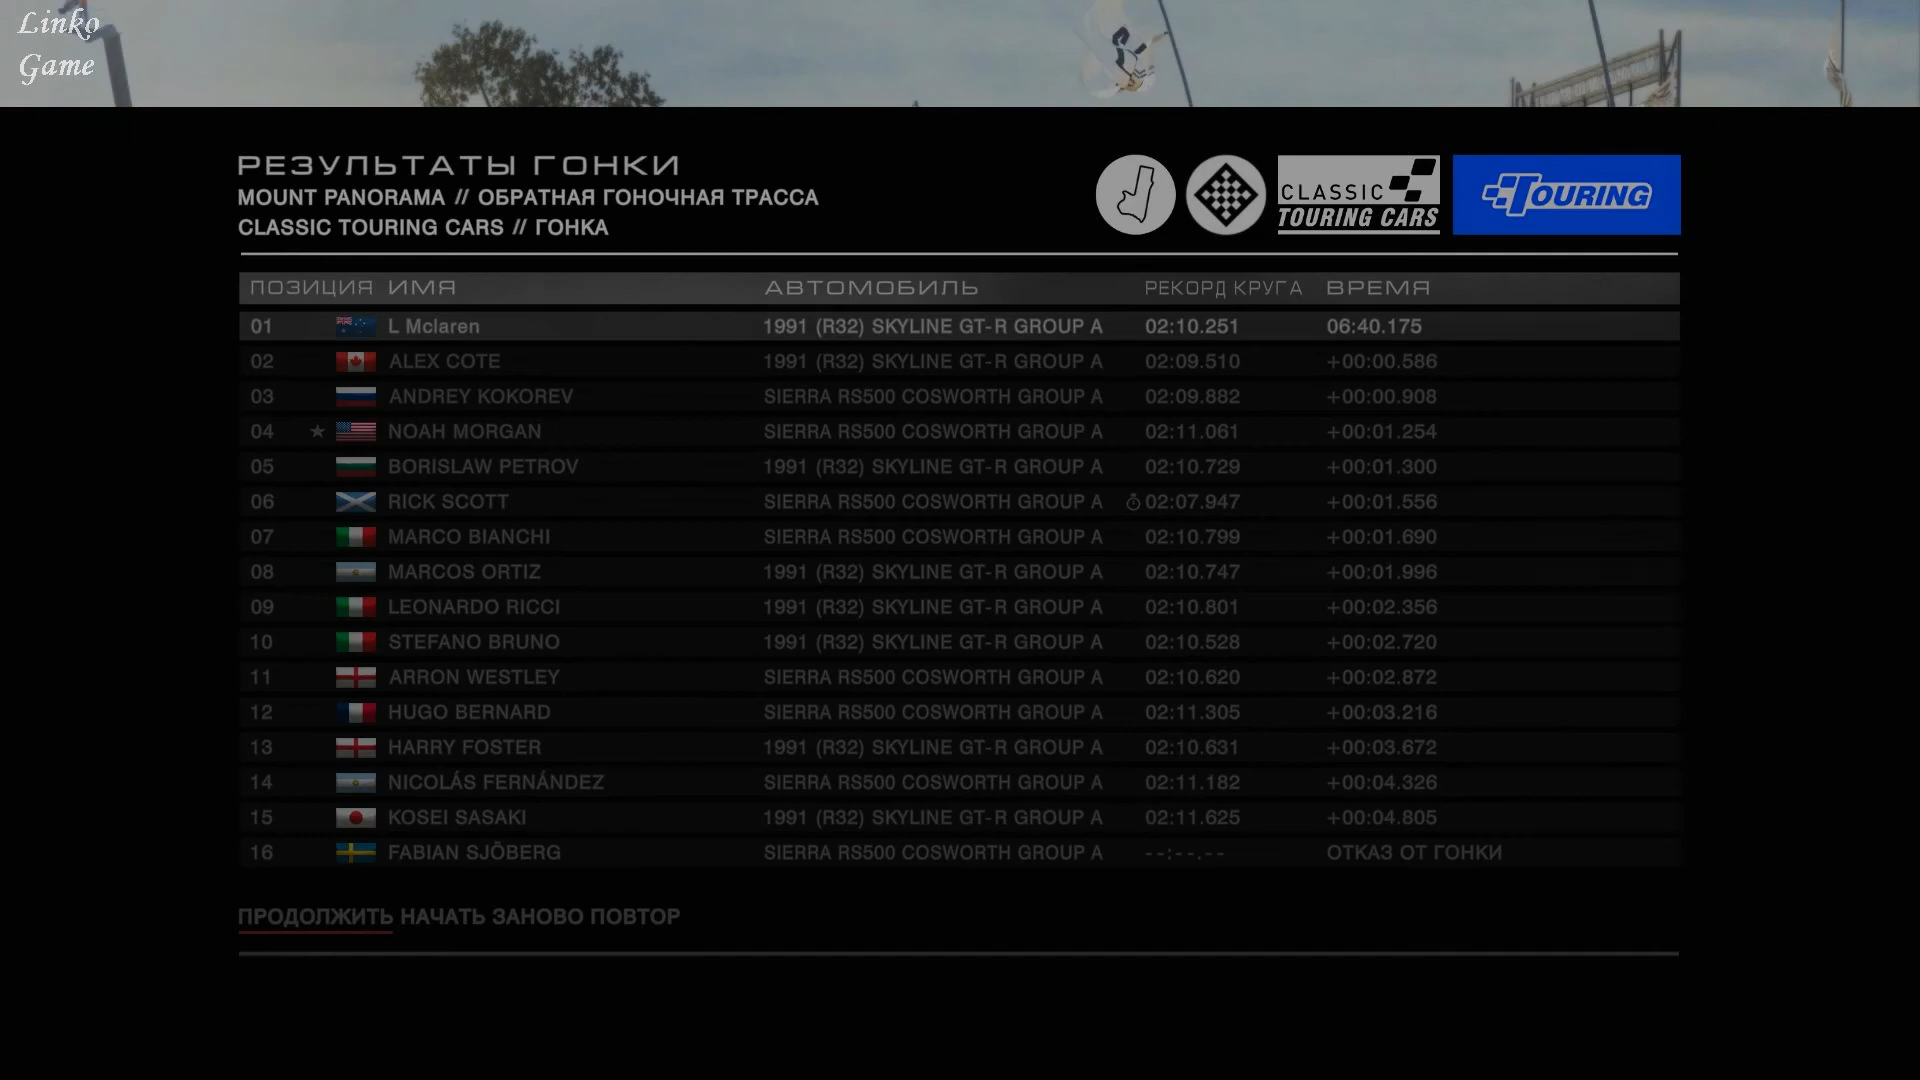 Linko
Game
РЕЗУЛЬТАТЫ ГОНКИ
MOUNT PANORAMA // ОБРАТНАЯ ГОНОЧНАЯ ТРАССА
CLASSIC TOURING CARS // ГОНКА
CLASSIC
TOURING CARS
TOURING
ПОЗИЦИЯ ИМЯ АВТОМОБИЛЬ РЕКОРД КРУГА ВРЕМЯ
01 L Mclaren 1991 (R32) SKYLINE GT-R GROUP A 02:10.251 06:40.175
02 ALEX COTE 1991 (R32) SKYLINE GT-R GROUP A 02:09.510 +00:00.586
03 ANDREY KOKOREV SIERRA RS500 COSWORTH GROUP A 02:09.882 +00:00.908
04 ★ NOAH MORGAN SIERRA RS500 COSWORTH GROUP A 02:11.061 +00:01.254
05 BORISLAW PETROV 1991 (R32) SKYLINE GT-R GROUP A 02:10.729 +00:01.300
06 RICK SCOTT SIERRA RS500 COSWORTH GROUP A 02:07.947 +00:01.556
07 MARCO BIANCHI SIERRA RS500 COSWORTH GROUP A 02:10.799 +00:01.690
08 MARCOS ORTIZ 1991 (R32) SKYLINE GT-R GROUP A 02:10.747 +00:01.996
09 LEONARDO RICCI 1991 (R32) SKYLINE GT-R GROUP A 02:10.801 +00:02.356
10 STEFANO BRUNO 1991 (R32) SKYLINE GT-R GROUP A 02:10.528 +00:02.720
11 ARRON WESTLEY SIERRA RS500 COSWORTH GROUP A 02:10.620 +00:02.872
12 HUGO BERNARD SIERRA RS500 COSWORTH GROUP A 02:11.305 +00:03.216
13 HARRY FOSTER 1991 (R32) SKYLINE GT-R GROUP A 02:10.631 +00:03.672
14 NICOLÁS FERNÁNDEZ SIERRA RS500 COSWORTH GROUP A 02:11.182 +00:04.326
15 KOSEI SASAKI 1991 (R32) SKYLINE GT-R GROUP A 02:11.625 +00:04.805
16 FABIAN SJÖBERG SIERRA RS500 COSWORTH GROUP A --:--.-- ОТКАЗ ОТ ГОНКИ
ПРОДОЛЖИТЬ НАЧАТЬ ЗАНОВО ПОВТОР